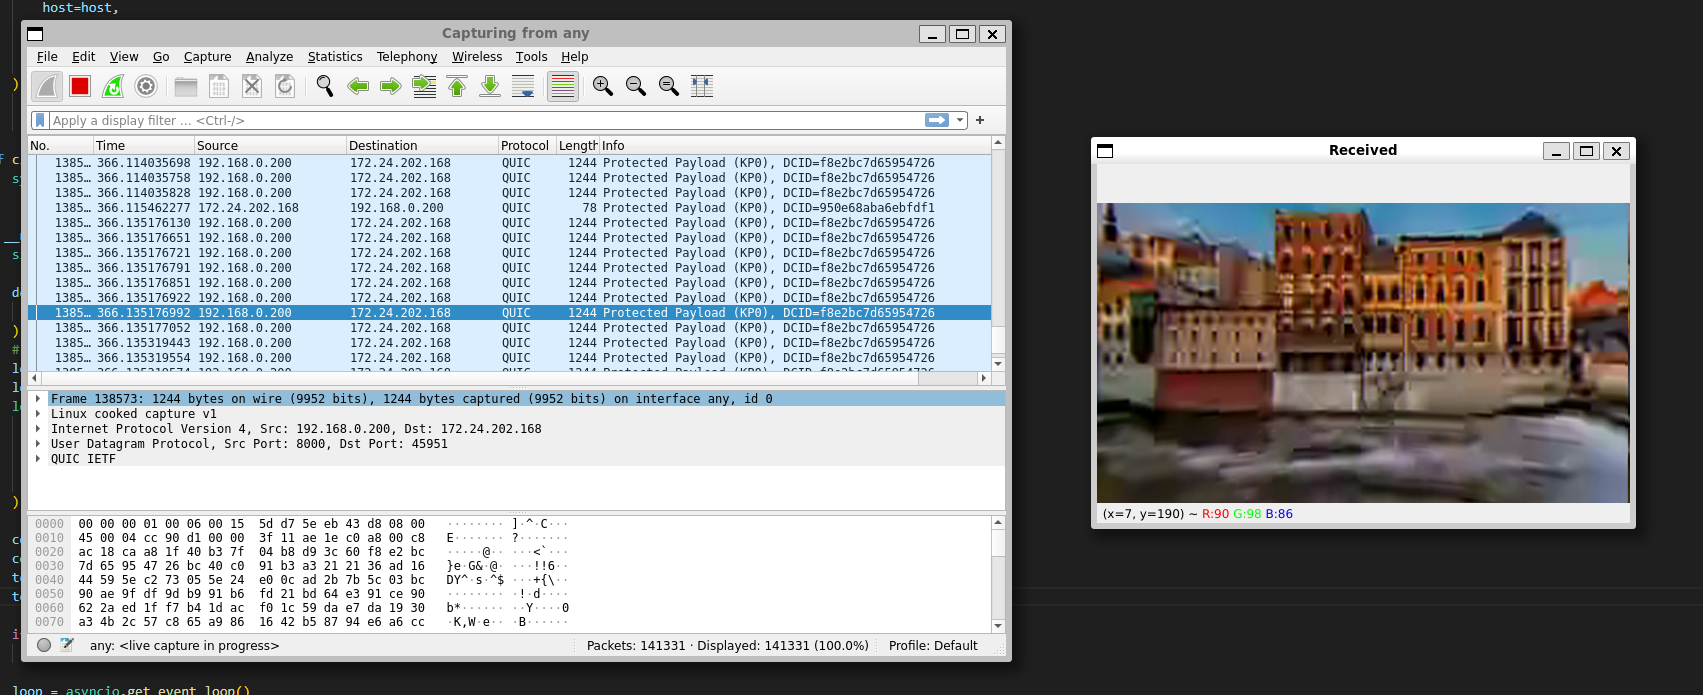 host=host,
Capturing from any
File Edit View Go Capture Analyze Statistics Telephony Wireless Tools Help
Apply a display filter … <Ctrl-/>
No. Time Source Destination Protocol Length Info
1385… 366.114035698 192.168.0.200 172.24.202.168 QUIC 1244 Protected Payload (KP0), DCID=f8e2bc7d65954726
1385… 366.114035758 192.168.0.200 172.24.202.168 QUIC 1244 Protected Payload (KP0), DCID=f8e2bc7d65954726
1385… 366.114035828 192.168.0.200 172.24.202.168 QUIC 1244 Protected Payload (KP0), DCID=f8e2bc7d65954726
1385… 366.115462277 172.24.202.168 192.168.0.200 QUIC 78 Protected Payload (KP0), DCID=950e68aba6ebfdf1
1385… 366.135176130 192.168.0.200 172.24.202.168 QUIC 1244 Protected Payload (KP0), DCID=f8e2bc7d65954726
1385… 366.135176651 192.168.0.200 172.24.202.168 QUIC 1244 Protected Payload (KP0), DCID=f8e2bc7d65954726
1385… 366.135176721 192.168.0.200 172.24.202.168 QUIC 1244 Protected Payload (KP0), DCID=f8e2bc7d65954726
1385… 366.135176791 192.168.0.200 172.24.202.168 QUIC 1244 Protected Payload (KP0), DCID=f8e2bc7d65954726
1385… 366.135176851 192.168.0.200 172.24.202.168 QUIC 1244 Protected Payload (KP0), DCID=f8e2bc7d65954726
1385… 366.135176922 192.168.0.200 172.24.202.168 QUIC 1244 Protected Payload (KP0), DCID=f8e2bc7d65954726
1385… 366.135176992 192.168.0.200 172.24.202.168 QUIC 1244 Protected Payload (KP0), DCID=f8e2bc7d65954726
1385… 366.135177052 192.168.0.200 172.24.202.168 QUIC 1244 Protected Payload (KP0), DCID=f8e2bc7d65954726
1385… 366.135319443 192.168.0.200 172.24.202.168 QUIC 1244 Protected Payload (KP0), DCID=f8e2bc7d65954726
1385… 366.135319554 192.168.0.200 172.24.202.168 QUIC 1244 Protected Payload (KP0), DCID=f8e2bc7d65954726
Frame 138573: 1244 bytes on wire (9952 bits), 1244 bytes captured (9952 bits) on interface any, id 0
Linux cooked capture v1
Internet Protocol Version 4, Src: 192.168.0.200, Dst: 172.24.202.168
User Datagram Protocol, Src Port: 8000, Dst Port: 45951
QUIC IETF
0000 00 00 00 01 00 06 00 15 5d d7 5e eb 43 d8 08 00 ········ ]·^·C···
0010 45 00 04 cc 90 d1 00 00 3f 11 ae 1e c0 a8 00 c8 E······· ?·······
0020 ac 18 ca a8 1f 40 b3 7f 04 b8 d9 3c 60 f8 e2 bc ·····@·· ···<`···
0030 7d 65 95 47 26 bc 40 c0 91 b3 a3 21 21 36 ad 16 }e·G&·@· ···!!6··
0040 44 59 5e c2 73 05 5e 24 e0 0c ad 2b 7b 5c 03 bc DY^·s·^$ ···+{\··
0050 90 ae 9f df 9d b9 91 b6 fd 21 bd 64 e3 91 ce 90 ········ ·!·d····
0060 62 2a ed 1f f7 b4 1d ac f0 1c 59 da e7 da 19 30 b*······ ··Y····0
0070 a3 4b 2c 57 c8 65 a9 86 16 42 b5 87 94 e6 a6 cc ·K,W·e·· ·B······
any: <live capture in progress> Packets: 141331 · Displayed: 141331 (100.0%) Profile: Default
loop = asyncio.get_event_loop()
Received
(x=7, y=190) ~ R:90 G:98 B:86